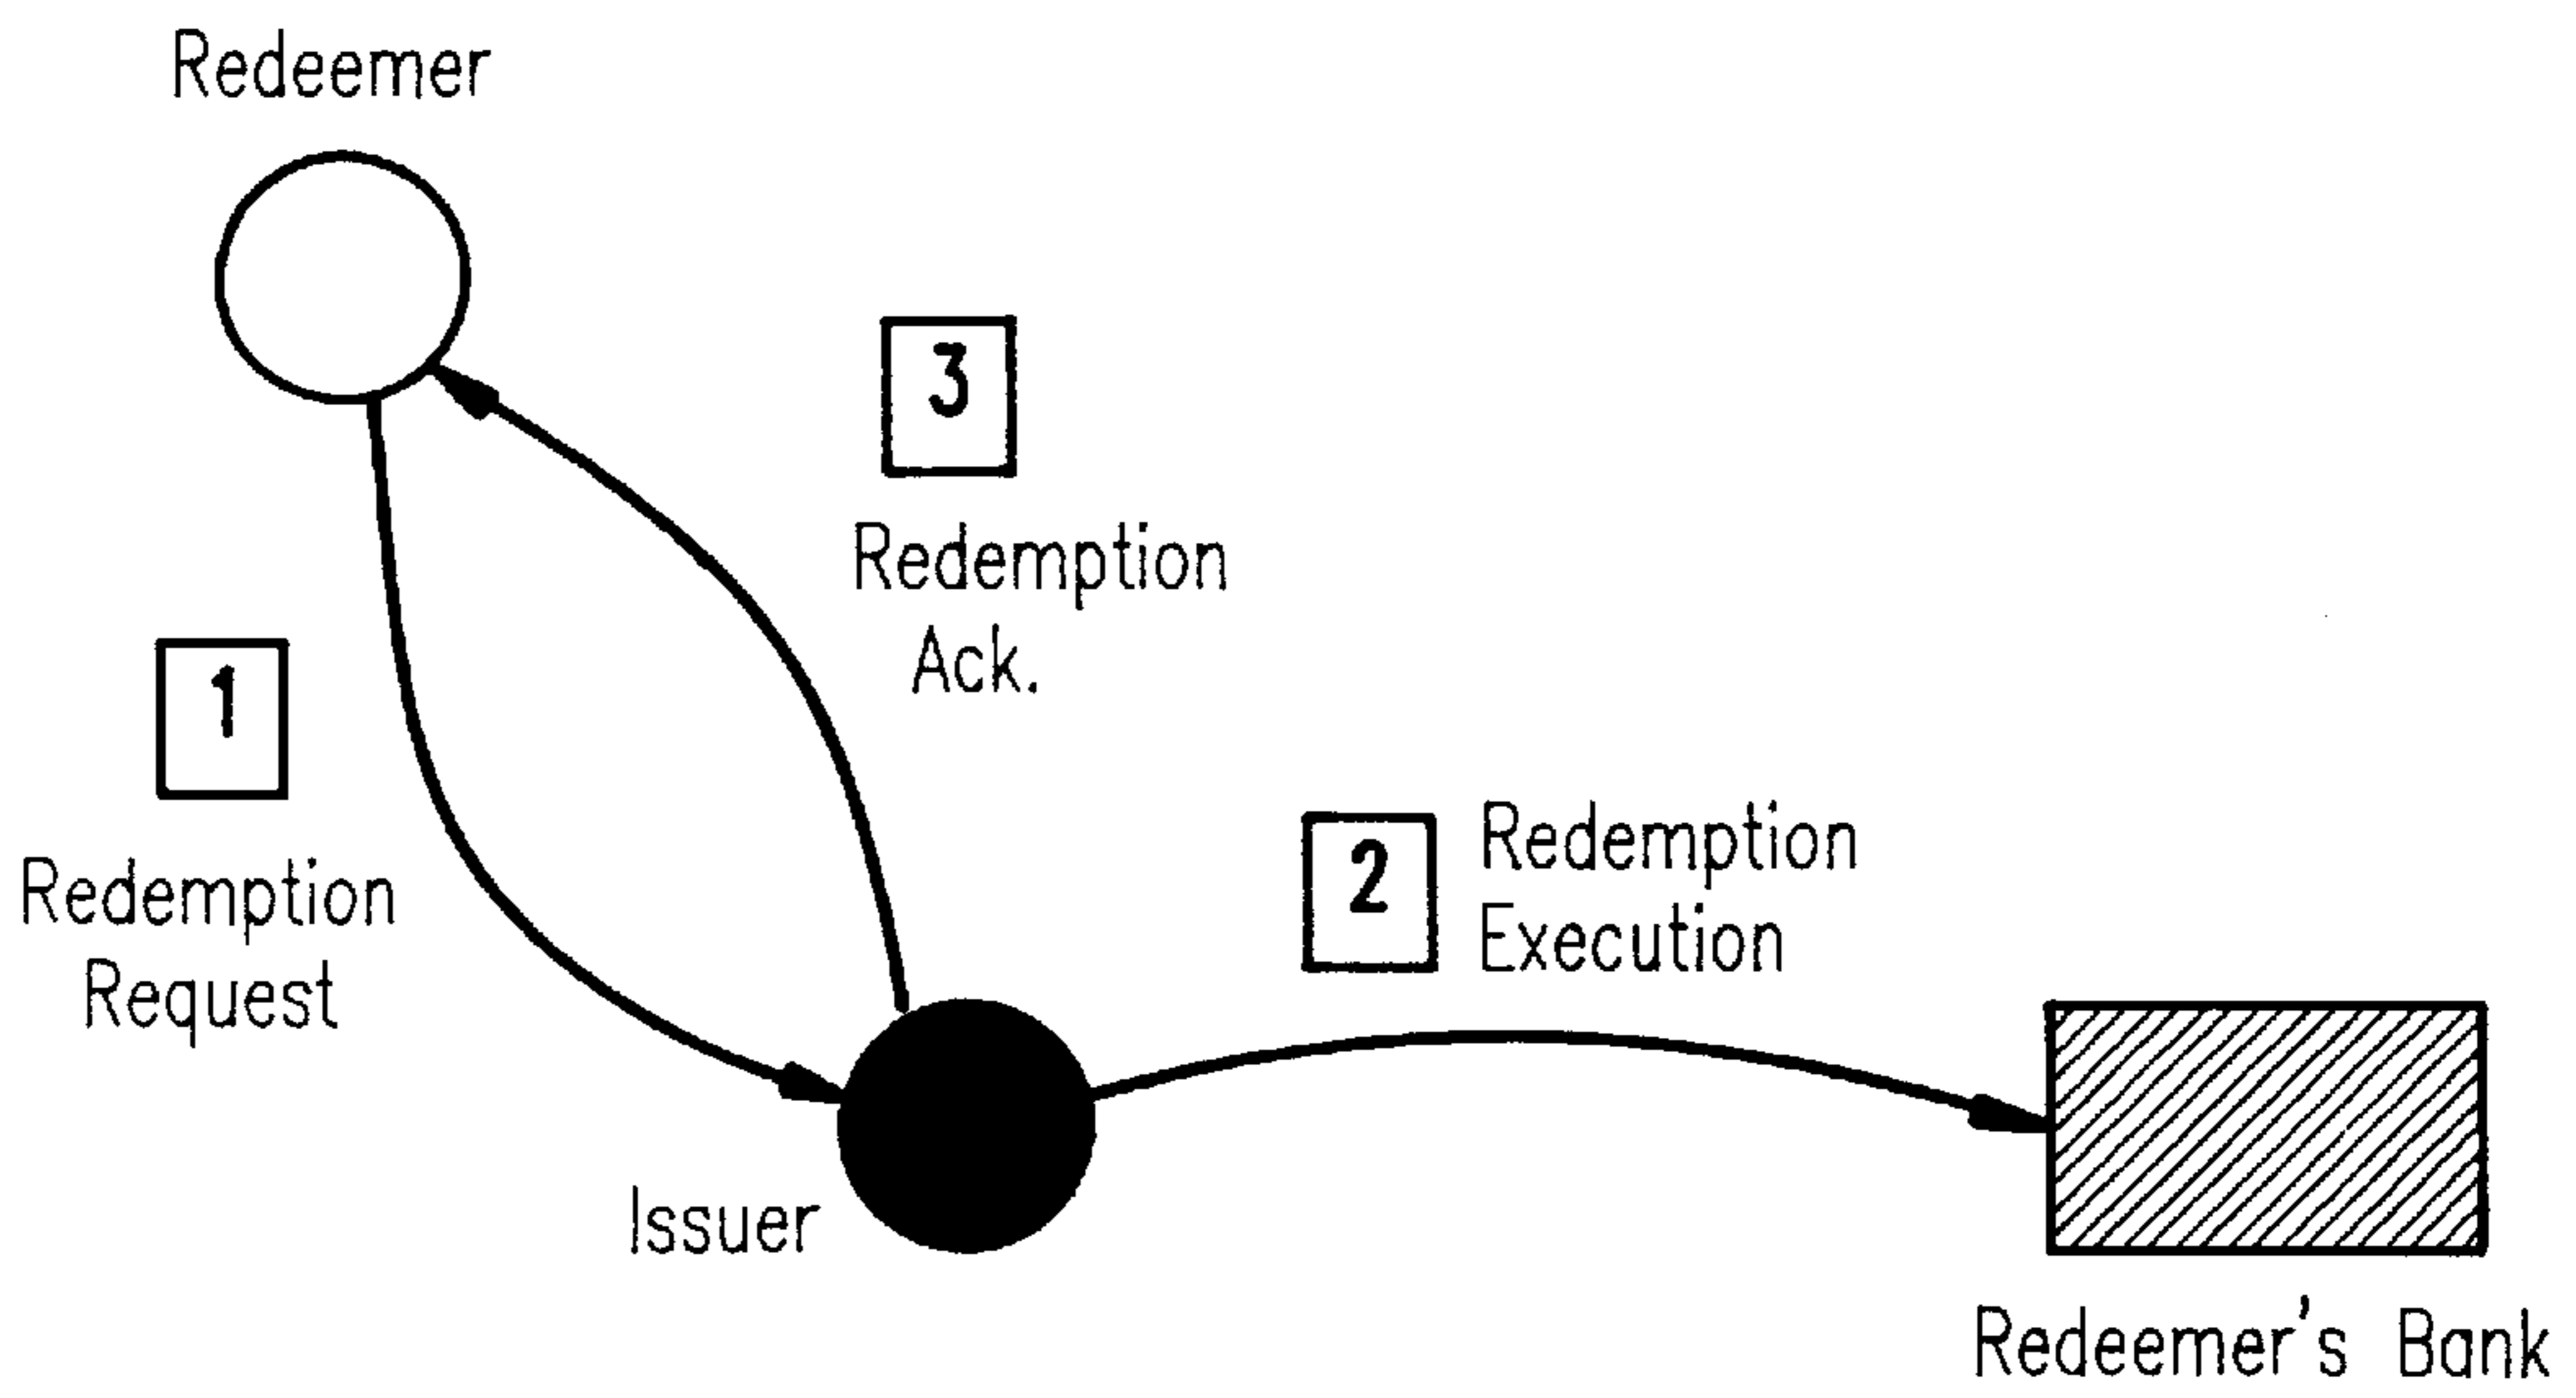 Redeemer
3
Redemption
Ack.
1
Redemption
Request
2
Redemption
Execution
Issuer
Redeemer's Bank